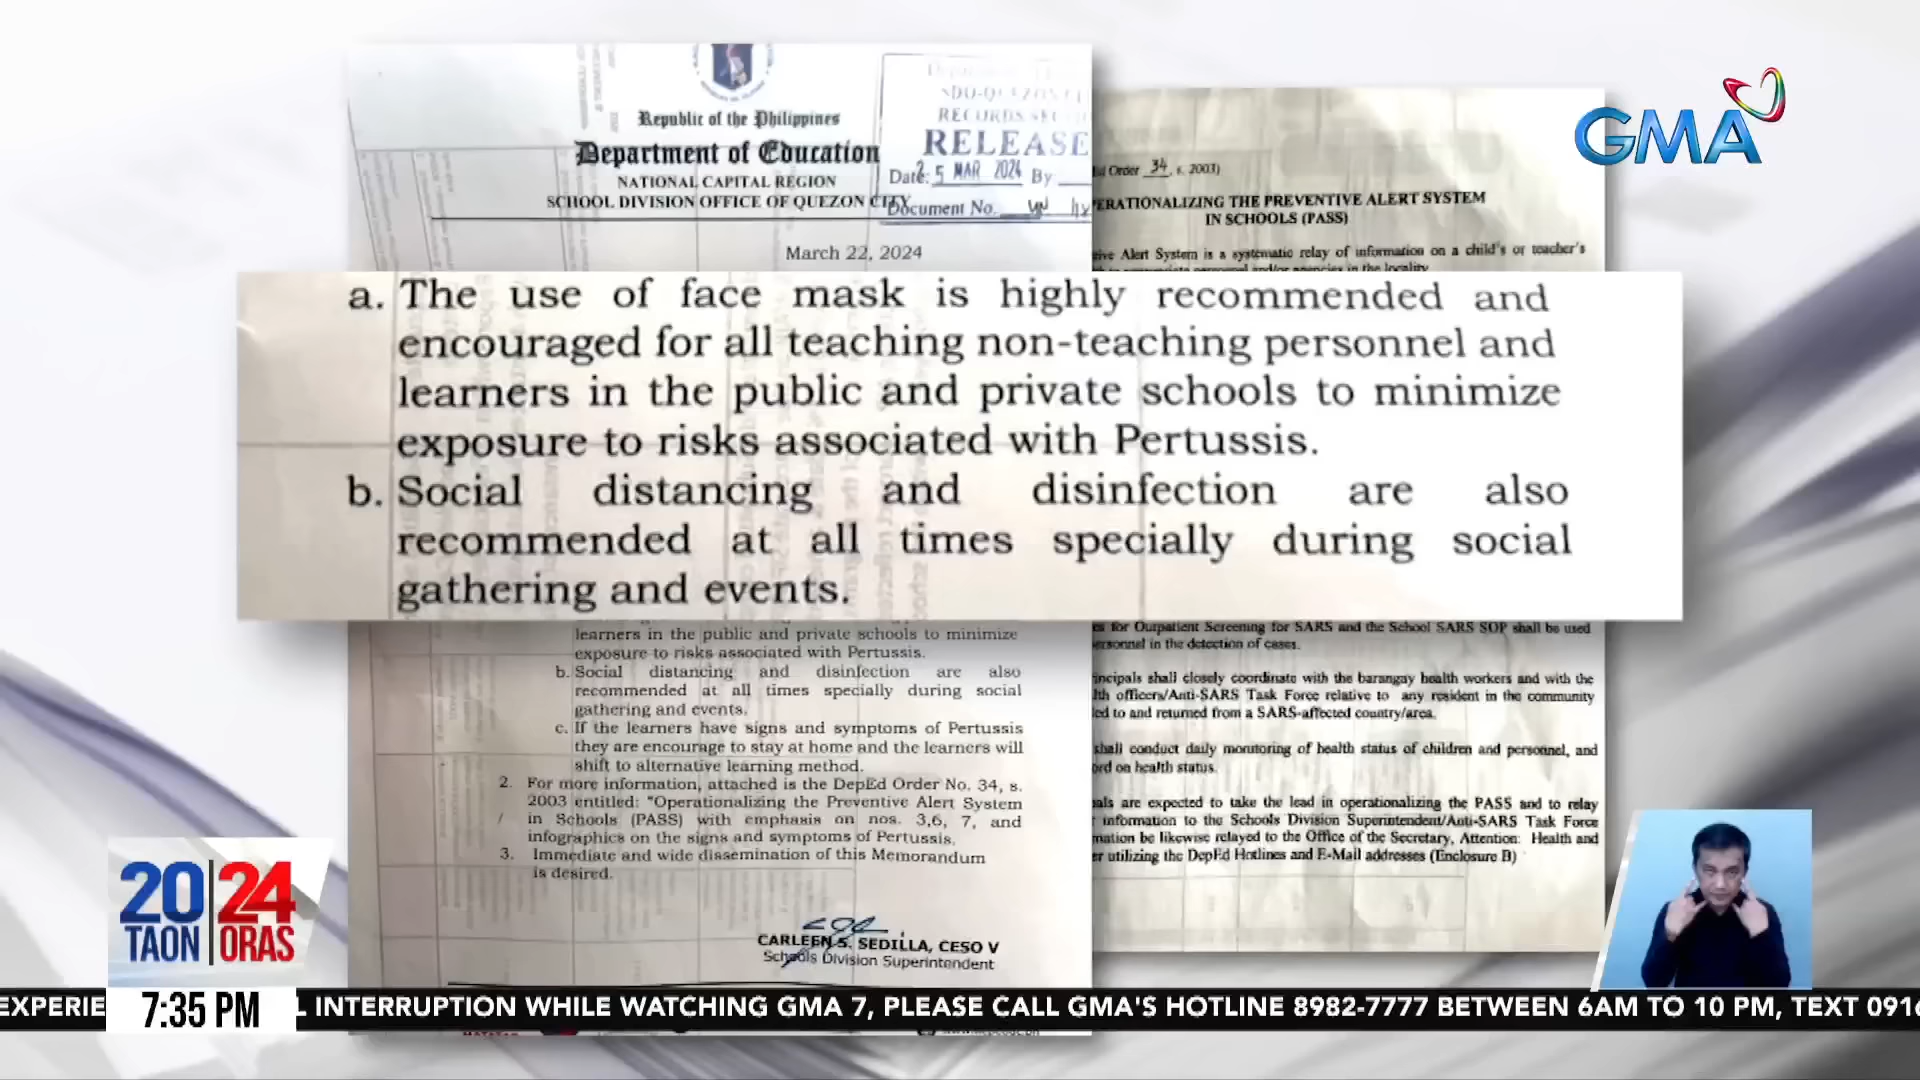 Republic of the Philippines
Department of Education
NATIONAL CAPITAL REGION
SCHOOL DIVISION OFFICE OF QUEZON CITY
RELEASE
Date: 5 MAR 2024 By
Document No.
March 22, 2024
Order 34, s. 2003)
ERATIONALIZING THE PREVENTIVE ALERT SYSTEM
IN SCHOOLS (PASS)
Alert System is a systematic relay of information on a child's or teacher's
GMA
a. The use of face mask is highly recommended and
encouraged for all teaching non-teaching personnel and
learners in the public and private schools to minimize
exposure to risks associated with Pertussis.
b. Social distancing and disinfection are also
recommended at all times specially during social
gathering and events.
learners in the public and private schools to minimize
exposure to risks associated with Pertussis.
b. Social distancing and disinfection are also
recommended at all times specially during social
gathering and events.
c. If the learners have signs and symptoms of Pertussis
they are encourage to stay at home and the learners will
shift to alternative learning method.
2. For more information, attached is the DepEd Order No. 34, s.
2003 entitled: "Operationalizing the Preventive Alert System
in Schools (PASS) with emphasis on nos. 3,6, 7, and
infographics on the signs and symptoms of Pertussis.
3. Immediate and wide dissemination of this Memorandum
is desired.
CARLEEN S. SEDILLA, CESO V
Schools Division Superintendent
for Outpatient Screening for SARS and the School SARS SOP shall be used
in the detection of cases.
shall closely coordinate with the barangay health workers and with the
officers/Anti-SARS Task Force relative to any resident in the community
to and returned from a SARS-affected country/area.
shall conduct daily monitoring of health status of children and personnel, and
on health status.
are expected to take the lead in operationalizing the PASS and to relay
information to the Schools Division Superintendent/Anti-SARS Task Force
be likewise relayed to the Office of the Secretary, Attention: Health and
utilizing the DepEd Hotlines and E-Mail addresses (Enclosure B)
20 24
TAON ORAS
7:35 PM
EXPERIE L INTERRUPTION WHILE WATCHING GMA 7, PLEASE CALL GMA'S HOTLINE 8982-7777 BETWEEN 6AM TO 10 PM, TEXT 0916